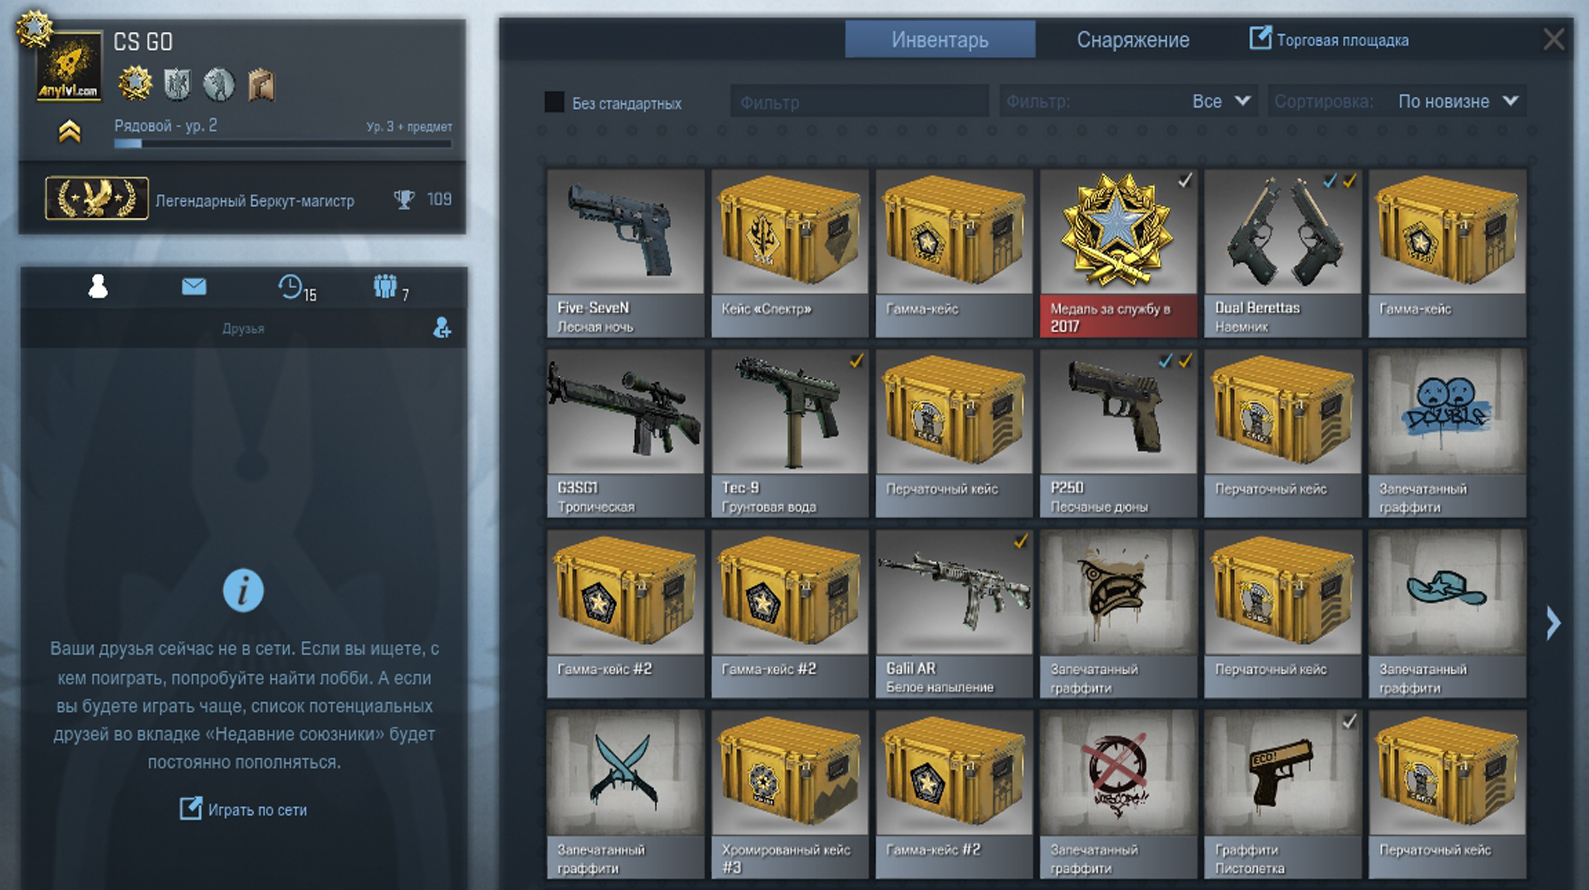 CS GO
Anylvl.com
Рядовой - ур. 2
Ур. 3 + предмет
Легендарный Беркут-магистр
109
15
7
Друзья
Ваши друзья сейчас не в сети. Если вы ищете, с
кем поиграть, попробуйте найти лобби. А если
вы будете играть чаще, список потенциальных
друзей во вкладке «Недавние союзники» будет
постоянно пополняться.
Играть по сети
Инвентарь
Снаряжение
Торговая площадка
Без стандартных
Фильтр
Фильтр:
Все
Сортировка:
По новизне
Five-SeveN
Лесная ночь
Кейс «Спектр»
Гамма-кейс
Медаль за службу в
2017
Dual Berettas
Наемник
Гамма-кейс
G3SG1
Тропическая
Tec-9
Грунтовая вода
Перчаточный кейс
P250
Песчаные дюны
Перчаточный кейс
DOUBLE
Запечатанный
граффити
Гамма-кейс #2
Гамма-кейс #2
Galil AR
Белое напыление
Запечатанный
граффити
Перчаточный кейс
Запечатанный
граффити
Запечатанный
граффити
Хромированный кейс
#3
Гамма-кейс #2
NOSCOPE!!
Запечатанный
граффити
ECO!
Граффити
Пистолетка
Перчаточный кейс